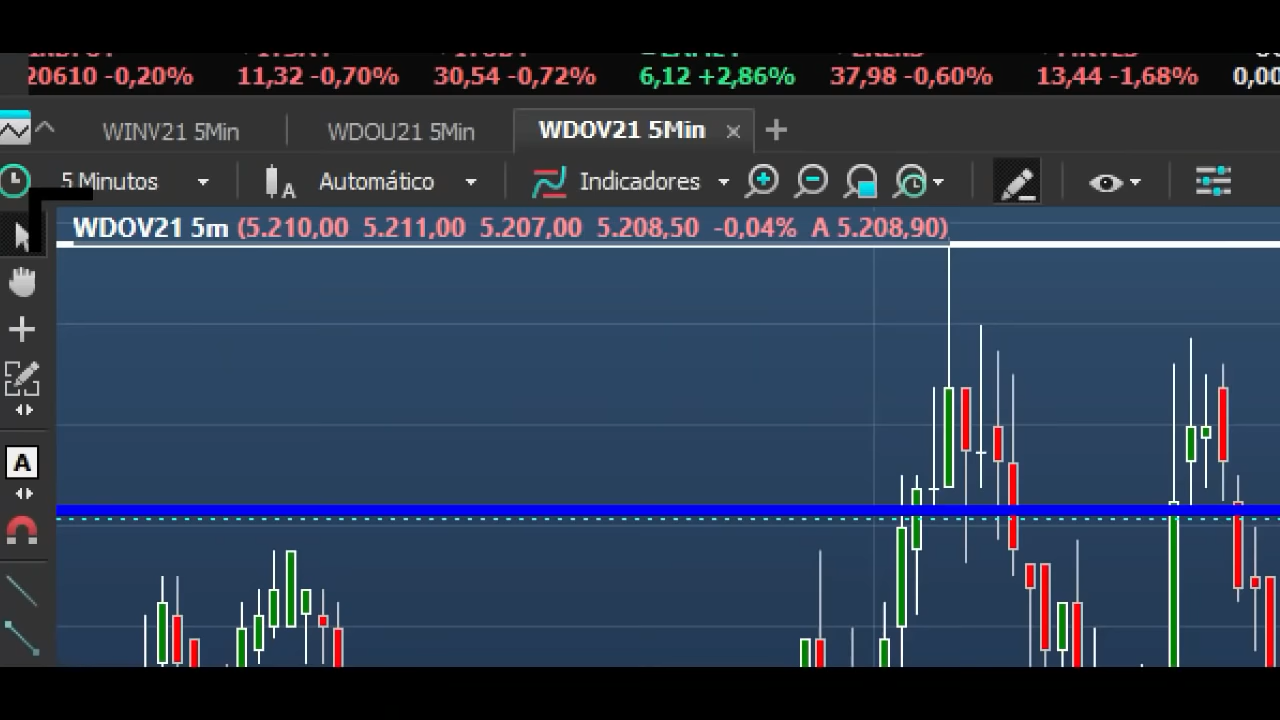 20610 -0,20% 11,32 -0,70% 30,54 -0,72% 6,12 +2,86% 37,98 -0,60% 13,44 -1,68% 0,00
WINV21 5Min WDOU21 5Min WDOV21 5Min
5 Minutos A Automático Indicadores
WDOV21 5m (5.210,00 5.211,00 5.207,00 5.208,50 -0,04% A 5.208,90)
A